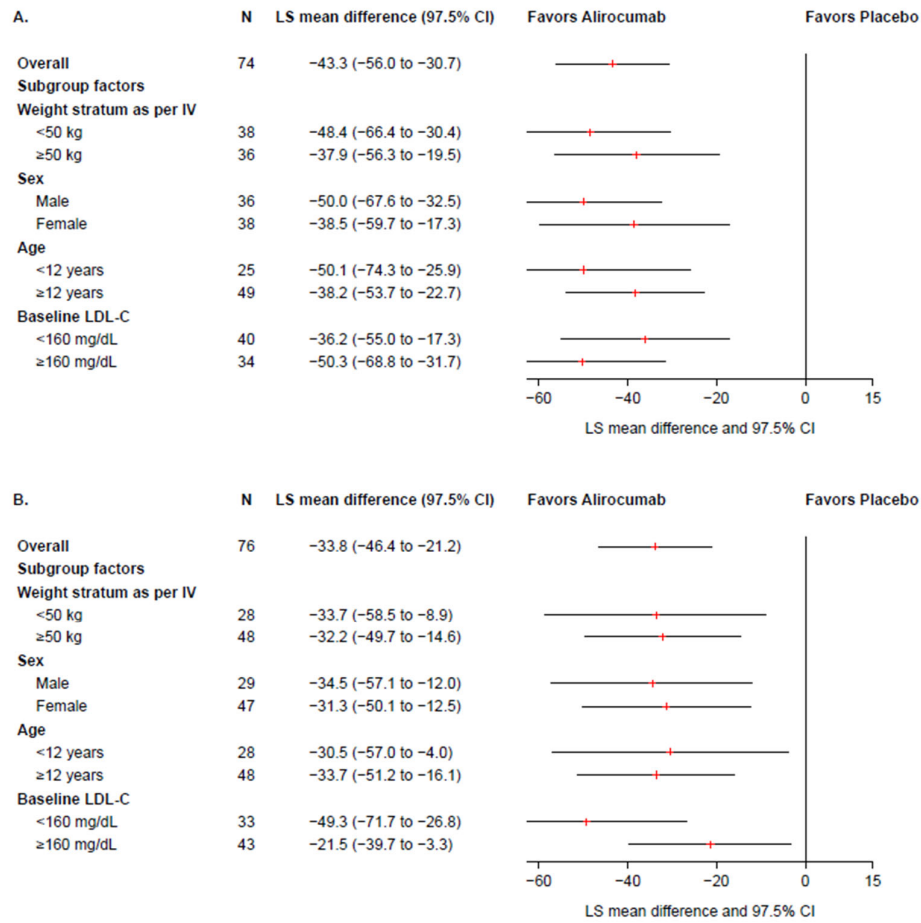 A. N LS mean difference (97.5% CI) Favors Alirocumab Favors Placebo
Overall 74 −43.3 (−56.0 to −30.7)
Subgroup factors
Weight stratum as per IV
<50 kg 38 −48.4 (−66.4 to −30.4)
≥50 kg 36 −37.9 (−56.3 to −19.5)
Sex
Male 36 −50.0 (−67.6 to −32.5)
Female 38 −38.5 (−59.7 to −17.3)
Age
<12 years 25 −50.1 (−74.3 to −25.9)
≥12 years 49 −38.2 (−53.7 to −22.7)
Baseline LDL-C
<160 mg/dL 40 −36.2 (−55.0 to −17.3)
≥160 mg/dL 34 −50.3 (−68.8 to −31.7)
−60 −40 −20 0 15
LS mean difference and 97.5% CI
B. N LS mean difference (97.5% CI) Favors Alirocumab Favors Placebo
Overall 76 −33.8 (−46.4 to −21.2)
Subgroup factors
Weight stratum as per IV
<50 kg 28 −33.7 (−58.5 to −8.9)
≥50 kg 48 −32.2 (−49.7 to −14.6)
Sex
Male 29 −34.5 (−57.1 to −12.0)
Female 47 −31.3 (−50.1 to −12.5)
Age
<12 years 28 −30.5 (−57.0 to −4.0)
≥12 years 48 −33.7 (−51.2 to −16.1)
Baseline LDL-C
<160 mg/dL 33 −49.3 (−71.7 to −26.8)
≥160 mg/dL 43 −21.5 (−39.7 to −3.3)
−60 −40 −20 0 15
LS mean difference and 97.5% CI